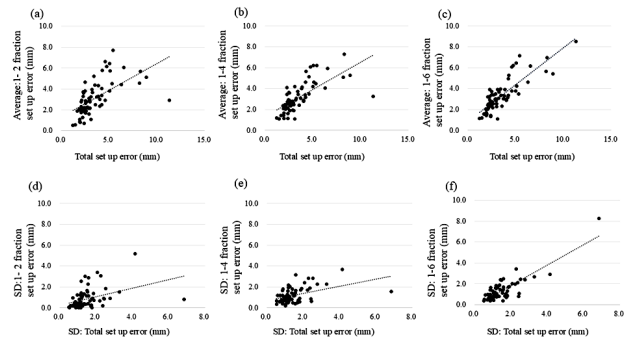 (a)
10.0
8.0
6.0
4.0
2.0
0.0
Average:1- 2 fraction
set up error (mm)
0.0 5.0 10.0 15.0
Total set up error (mm)
(b)
10.0
8.0
6.0
4.0
2.0
0.0
Average:1-4 fraction
set up error (mm)
0.0 5.0 10.0 15.0
Total set up error (mm)
(c)
10.0
8.0
6.0
4.0
2.0
0.0
Average:1-6 fraction
set up error (mm)
0.0 5.0 10.0 15.0
Total set up error (mm)
(d)
10.0
8.0
6.0
4.0
2.0
0.0
SD:1- 2 fraction
set up error (mm)
0.0 2.0 4.0 6.0 8.0
SD: Total set up error (mm)
(e)
10.0
8.0
6.0
4.0
2.0
0.0
SD: 1-4 fraction
set up error (mm)
0.0 2.0 4.0 6.0 8.0
SD: Total set up error (mm)
(f)
10.0
8.0
6.0
4.0
2.0
0.0
SD: 1-6 fraction
set up error (mm)
0.0 2.0 4.0 6.0 8.0
SD: Total set up error (mm)